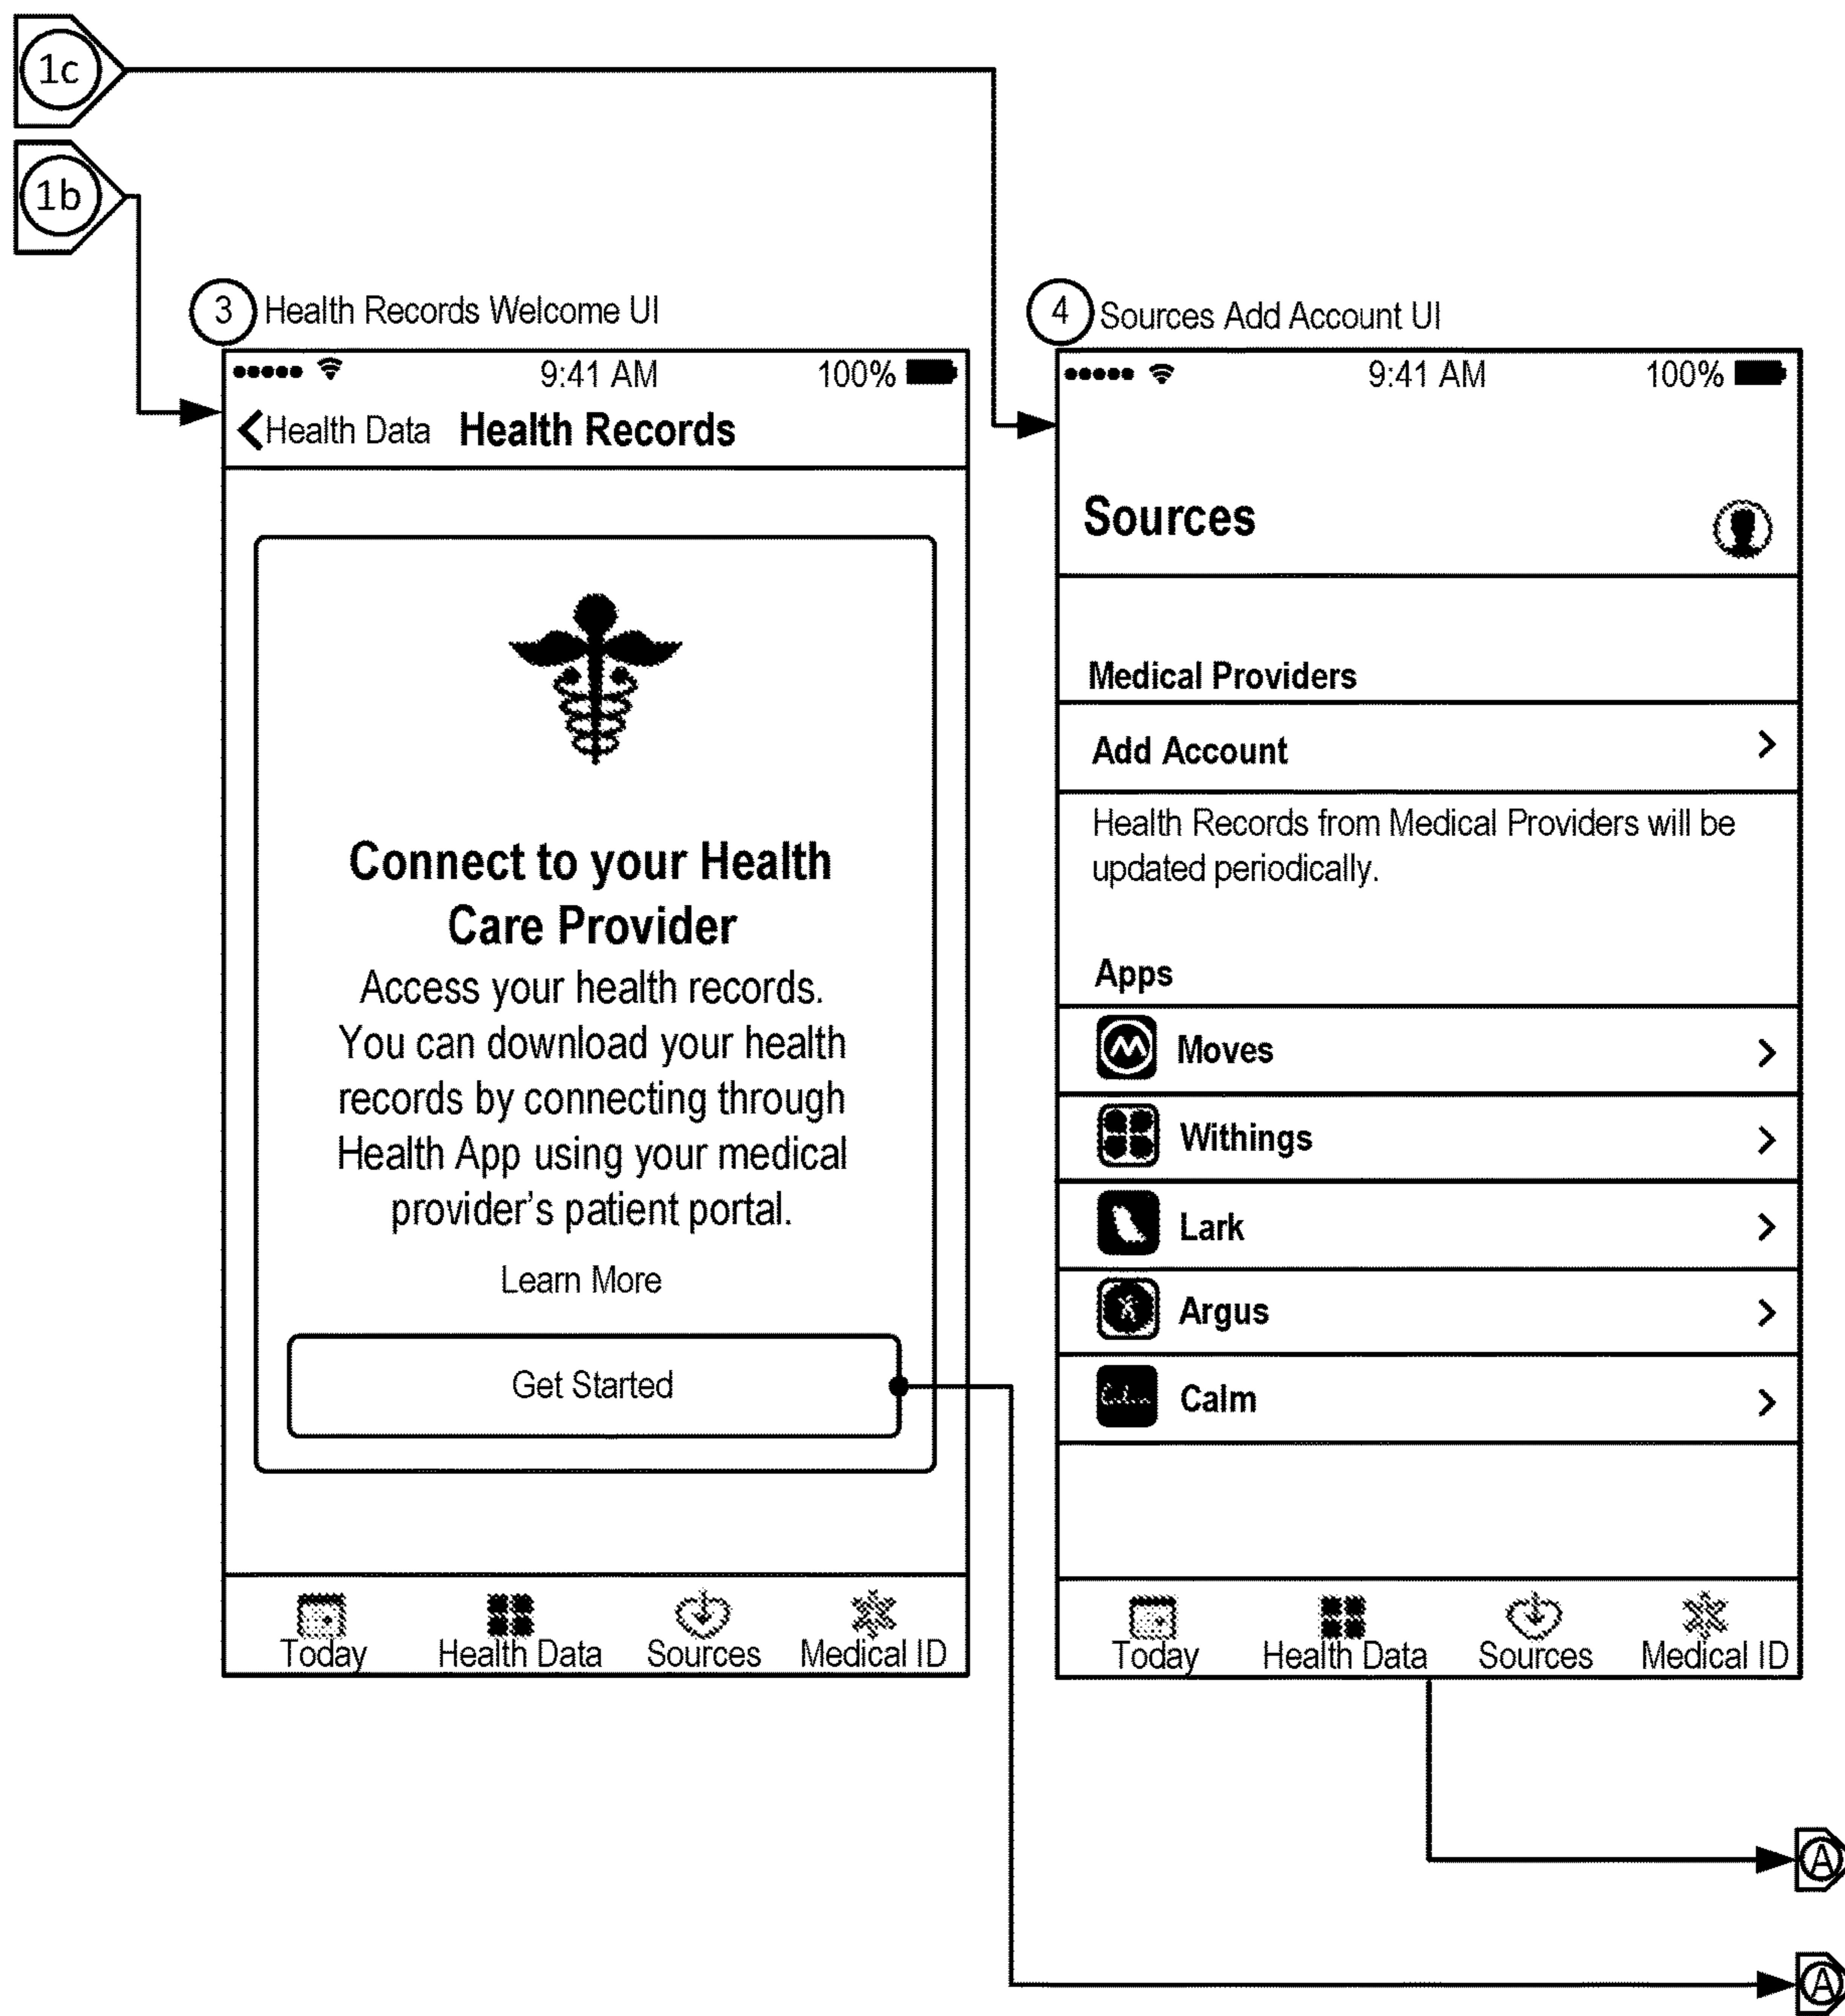 1c
1b
3 Health Records Welcome UI
9:41 AM 100%
Health Data Health Records
Connect to your Health
Care Provider
Access your health records.
You can download your health
records by connecting through
Health App using your medical
provider's patient portal.
Learn More
Get Started
Today Health Data Sources Medical ID
4 Sources Add Account UI
9:41 AM 100%
Sources
Medical Providers
Add Account
Health Records from Medical Providers will be
updated periodically.
Apps
Moves
Withings
Lark
Argus
Calm
Today Health Data Sources Medical ID
A
A